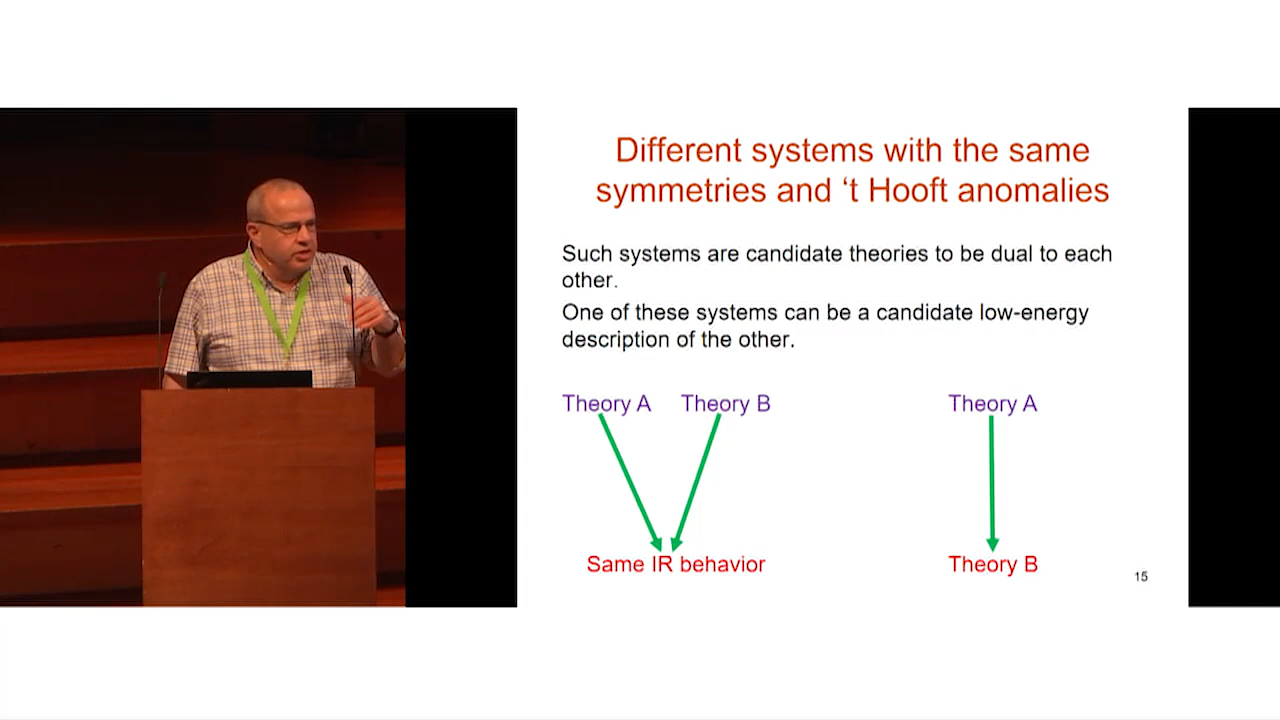 Different systems with the same
symmetries and ‘t Hooft anomalies
Such systems are candidate theories to be dual to each
other.
One of these systems can be a candidate low-energy
description of the other.
Theory A Theory B Theory A
Same IR behavior Theory B
15